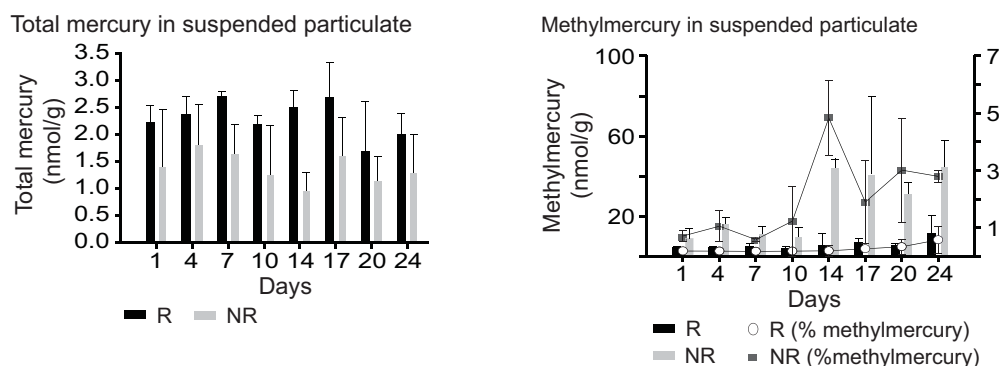 Total mercury in suspended particulate
Total mercury
(nmol/g)
3.5
3.0
2.5
2.0
1.5
1.0
0.5
0.0
1 4 7 10 14 17 20 24
Days
R NR
Methylmercury in suspended particulate
Methylmercury
(nmol/g)
100
60
20
7
5
3
1
1 4 7 10 14 17 20 24
Days
R R (% methylmercury)
NR NR (%methylmercury)